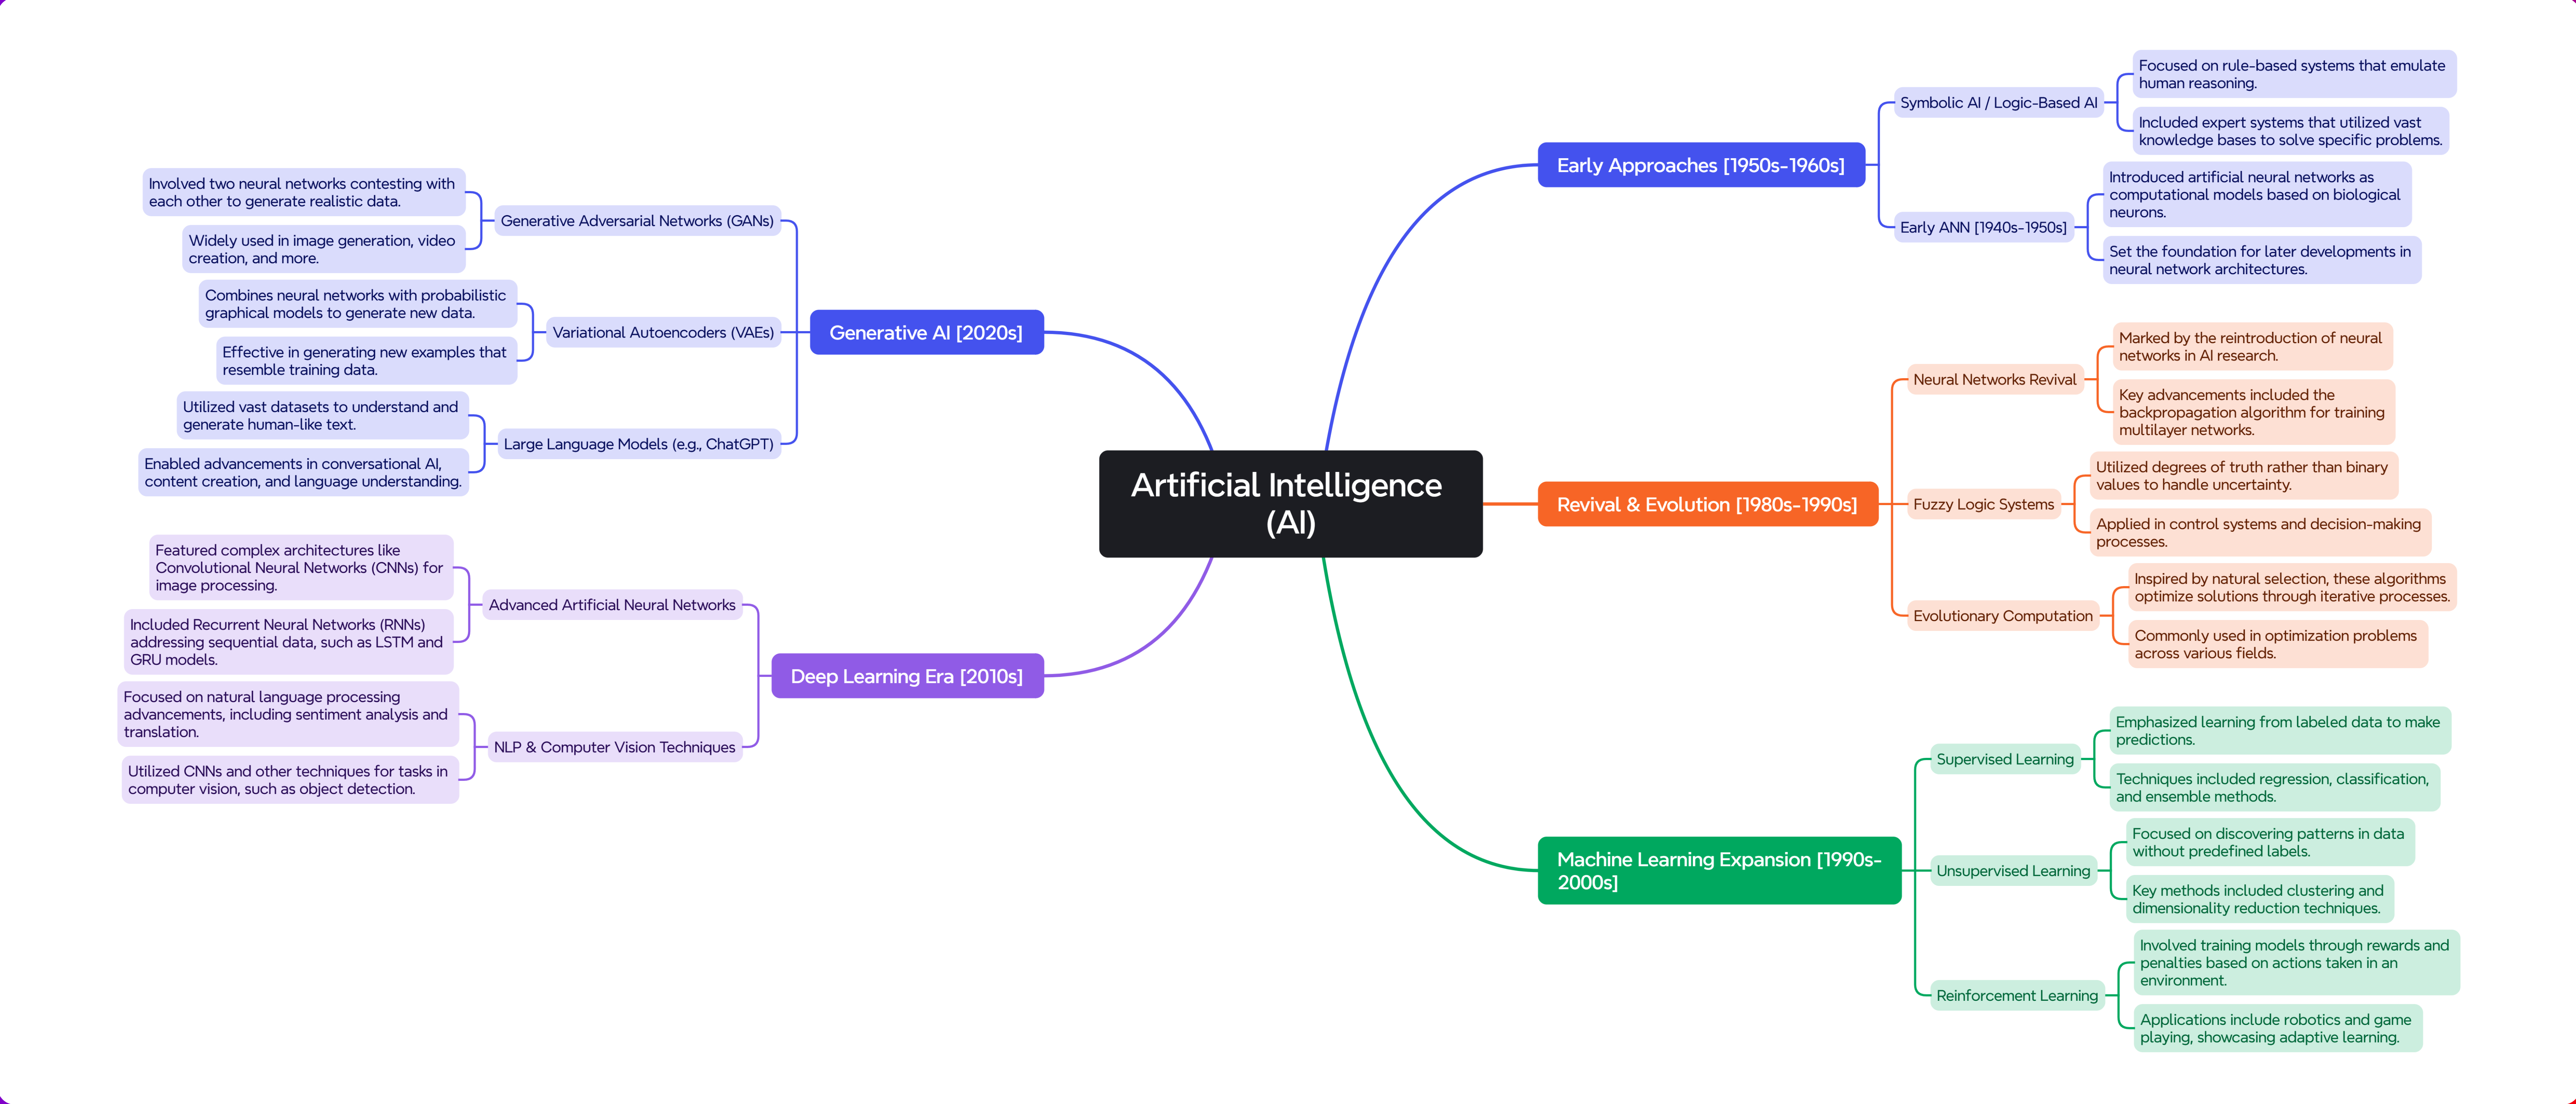 Artificial Intelligence
(AI)
Early Approaches [1950s-1960s]
Symbolic AI / Logic-Based AI
Focused on rule-based systems that emulate
human reasoning.
Included expert systems that utilized vast
knowledge bases to solve specific problems.
Early ANN [1940s-1950s]
Introduced artificial neural networks as
computational models based on biological
neurons.
Set the foundation for later developments in
neural network architectures.
Revival & Evolution [1980s-1990s]
Neural Networks Revival
Marked by the reintroduction of neural
networks in AI research.
Key advancements included the
backpropagation algorithm for training
multilayer networks.
Fuzzy Logic Systems
Utilized degrees of truth rather than binary
values to handle uncertainty.
Applied in control systems and decision-making
processes.
Evolutionary Computation
Inspired by natural selection, these algorithms
optimize solutions through iterative processes.
Commonly used in optimization problems
across various fields.
Machine Learning Expansion [1990s-
2000s]
Supervised Learning
Emphasized learning from labeled data to make
predictions.
Techniques included regression, classification,
and ensemble methods.
Unsupervised Learning
Focused on discovering patterns in data
without predefined labels.
Key methods included clustering and
dimensionality reduction techniques.
Reinforcement Learning
Involved training models through rewards and
penalties based on actions taken in an
environment.
Applications include robotics and game
playing, showcasing adaptive learning.
Generative AI [2020s]
Generative Adversarial Networks (GANs)
Involved two neural networks contesting with
each other to generate realistic data.
Widely used in image generation, video
creation, and more.
Variational Autoencoders (VAEs)
Combines neural networks with probabilistic
graphical models to generate new data.
Effective in generating new examples that
resemble training data.
Large Language Models (e.g., ChatGPT)
Utilized vast datasets to understand and
generate human-like text.
Enabled advancements in conversational AI,
content creation, and language understanding.
Deep Learning Era [2010s]
Advanced Artificial Neural Networks
Featured complex architectures like
Convolutional Neural Networks (CNNs) for
image processing.
Included Recurrent Neural Networks (RNNs)
addressing sequential data, such as LSTM and
GRU models.
NLP & Computer Vision Techniques
Focused on natural language processing
advancements, including sentiment analysis and
translation.
Utilized CNNs and other techniques for tasks in
computer vision, such as object detection.